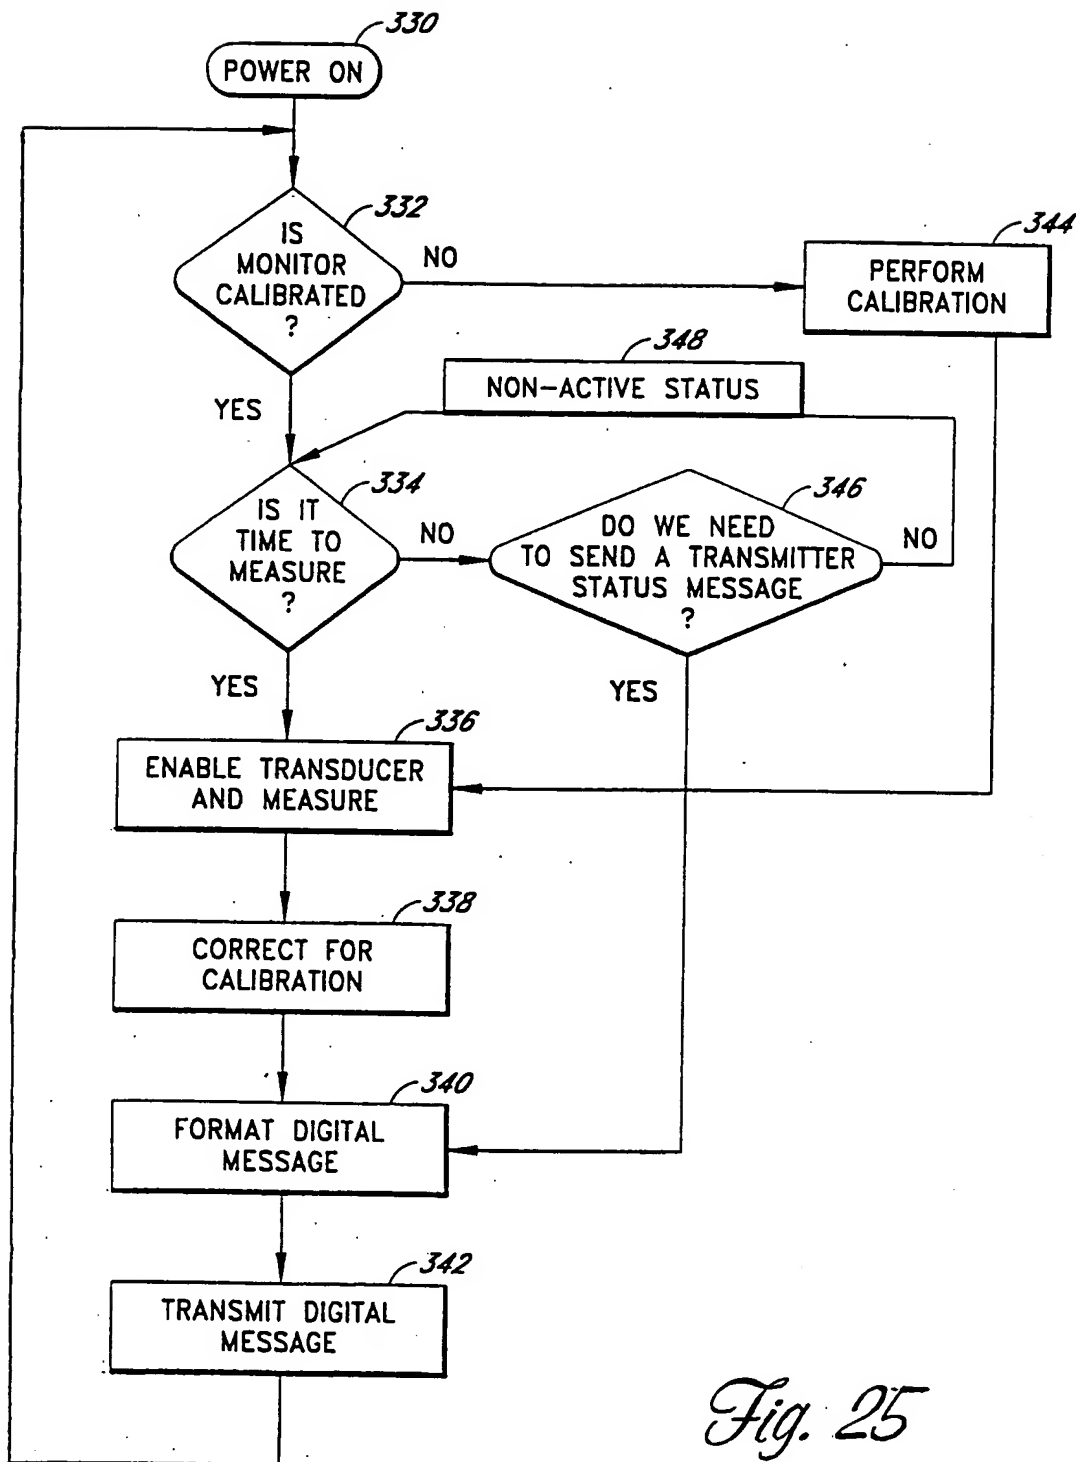 330
POWER ON
332
IS
MONITOR
CALIBRATED
?
NO
YES
344
PERFORM
CALIBRATION
348
NON-ACTIVE STATUS
334
IS IT
TIME TO
MEASURE
?
NO
YES
346
DO WE NEED
TO SEND A TRANSMITTER
STATUS MESSAGE
?
NO
YES
336
ENABLE TRANSDUCER
AND MEASURE
338
CORRECT FOR
CALIBRATION
340
FORMAT DIGITAL
MESSAGE
342
TRANSMIT DIGITAL
MESSAGE
Fig. 25